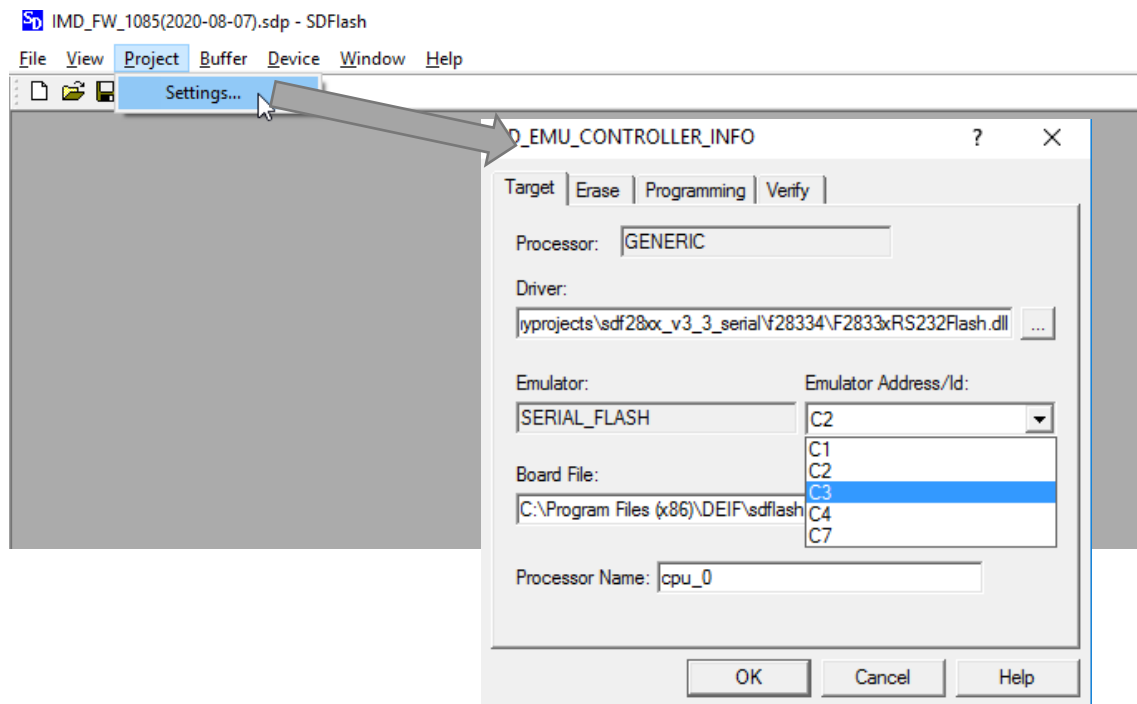 SD IMD_FW_1085(2020-08-07).sdp - SDFlash
File View Project Buffer Device Window Help
Settings...
D_EMU_CONTROLLER_INFO ? ×
Target Erase Programming Verify
Processor: GENERIC
Driver:
yprojects\sdf28xx_v3_3_serial\f28334\F2833xRS232Flash.dll ...
Emulator: Emulator Address/Id:
SERIAL_FLASH C2
C1
C2
Board File: C3
C:\Program Files (x86)\DEIF\sdflash C4
C7
Processor Name: cpu_0
OK Cancel Help